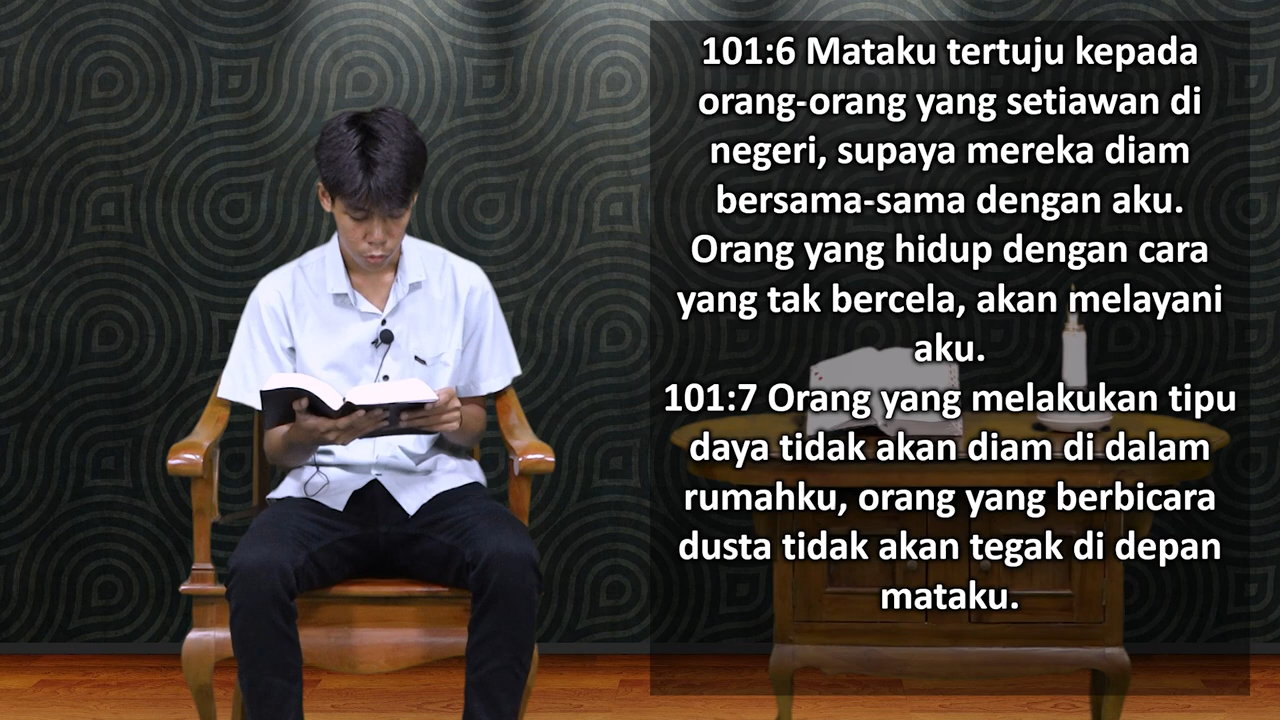 101:6 Mataku tertuju kepada
orang-orang yang setiawan di
negeri, supaya mereka diam
bersama-sama dengan aku.
Orang yang hidup dengan cara
yang tak bercela, akan melayani
aku.
101:7 Orang yang melakukan tipu
daya tidak akan diam di dalam
rumahku, orang yang berbicara
dusta tidak akan tegak di depan
mataku.